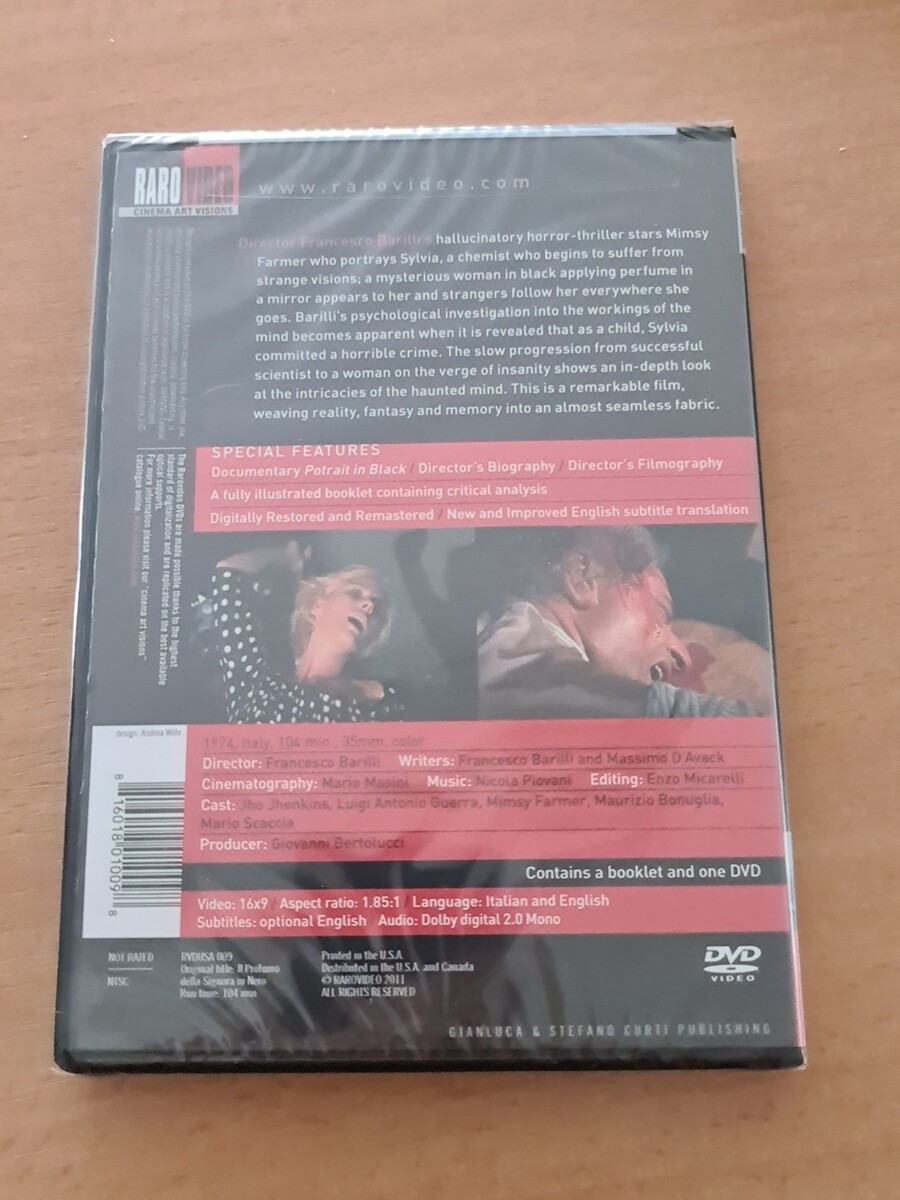 RARO VIDEO
CINEMA ART VISIONS
www.rarovideo.com
Director Francesco Barilli's hallucinatory horror-thriller stars Mimsy
Farmer who portrays Sylvia, a chemist who begins to suffer from
strange visions; a mysterious woman in black applying perfume in
a mirror appears to her and strangers follow her everywhere she
goes. Barilli's psychological investigation into the workings of the
mind becomes apparent when it is revealed that as a child, Sylvia
committed a horrible crime. The slow progression from successful
scientist to a woman on the verge of insanity shows an in-depth look
at the intricacies of the haunted mind. This is a remarkable film,
weaving reality, fantasy and memory into an almost seamless fabric.
SPECIAL FEATURES
Documentary Potrait in Black / Director's Biography / Director's Filmography
A fully illustrated booklet containing critical analysis
Digitally Restored and Remastered / New and Improved English subtitle translation
The Rarovideo DVDs are made possible thanks to the highest
standard of digitalization and are replicated on the best available
optical supports.
For more information please visit our "cinema art visions"
catalogue online:
design: Andrea Wöhr
8 16018 01009 8
1974, Italy, 104 min., 35mm, color
Director: Francesco Barilli Writers: Francesco Barilli and Massimo D'Avack
Cinematography: Mario Masini Music: Nicola Piovani Editing: Enzo Micarelli
Cast: Jho Jhenkins, Luigi Antonio Guerra, Mimsy Farmer, Maurizio Bonuglia,
Mario Scaccia
Producer: Giovanni Bertolucci
Contains a booklet and one DVD
Video: 16x9 / Aspect ratio: 1.85:1 / Language: Italian and English
Subtitles: optional English / Audio: Dolby digital 2.0 Mono
NOT RATED
NTSC
RVDUSA 009
Original title: Il Profumo
della Signora in Nero
Run time: 104 min
Printed in the U.S.A.
Distributed in the U.S.A. and Canada
© RAROVIDEO 2011
ALL RIGHTS RESERVED
DVD
VIDEO
GIANLUCA & STEFANO CURTI PUBLISHING